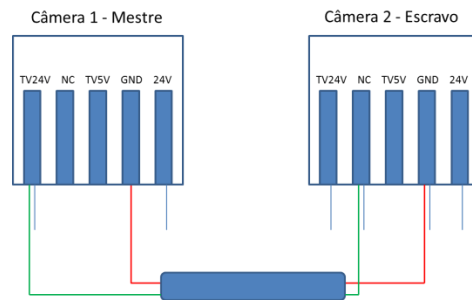 Câmera 1 - Mestre
Câmera 2 - Escravo
TV24V NC TV5V GND 24V
TV24V NC TV5V GND 24V